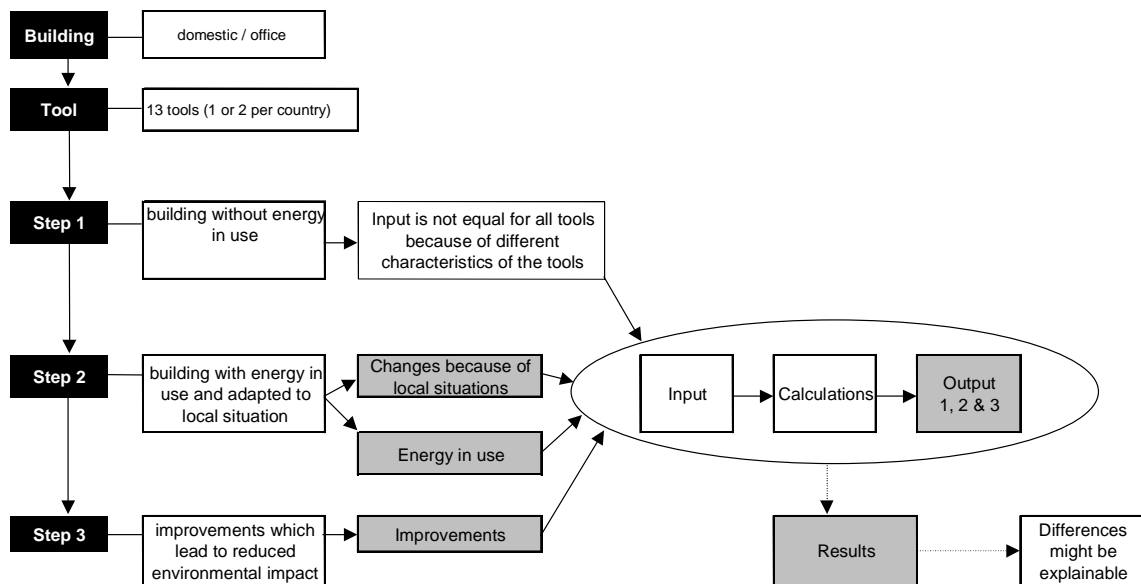 Building
domestic / office
Tool
13 tools (1 or 2 per country)
Step 1
building without energy
in use
Input is not equal for all tools
because of different
characteristics of the tools
Step 2
building with energy in
use and adapted to
local situation
Changes because of
local situations
Energy in use
Input
Calculations
Output
1, 2 & 3
Step 3
improvements which
lead to reduced
environmental impact
Improvements
Results
Differences
might be
explainable